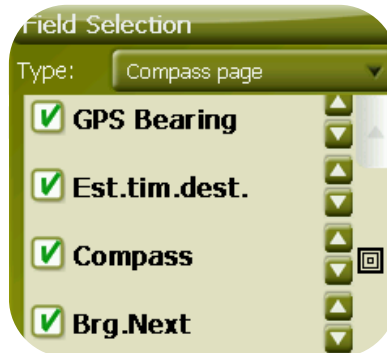 Field Selection
Type: Compass page
GPS Bearing
Est.tim.dest.
Compass
Brg.Next